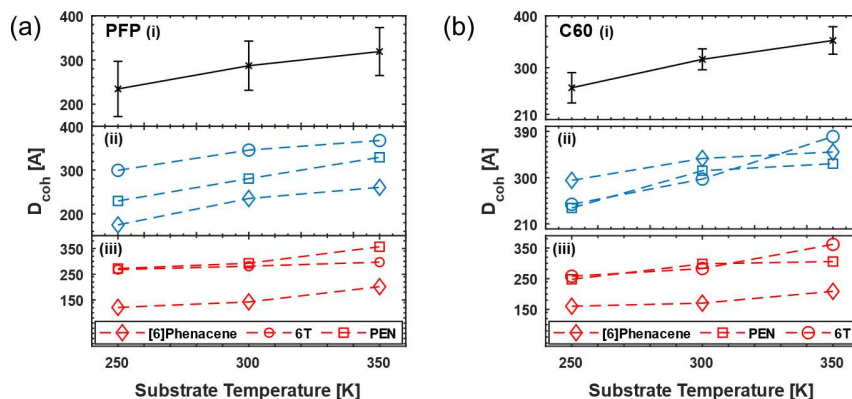 (a)
PFP (i)
400
300
200
(ii)
400
300
200
(iii)
350
250
150
D_coh [A]
[6]Phenacene 6T PEN
250 300 350
Substrate Temperature [K]
(b)
C60 (i)
400
300
210
(ii)
390
300
210
(iii)
350
250
150
D_coh [A]
[6]Phenacene PEN 6T
250 300 350
Substrate Temperature [K]